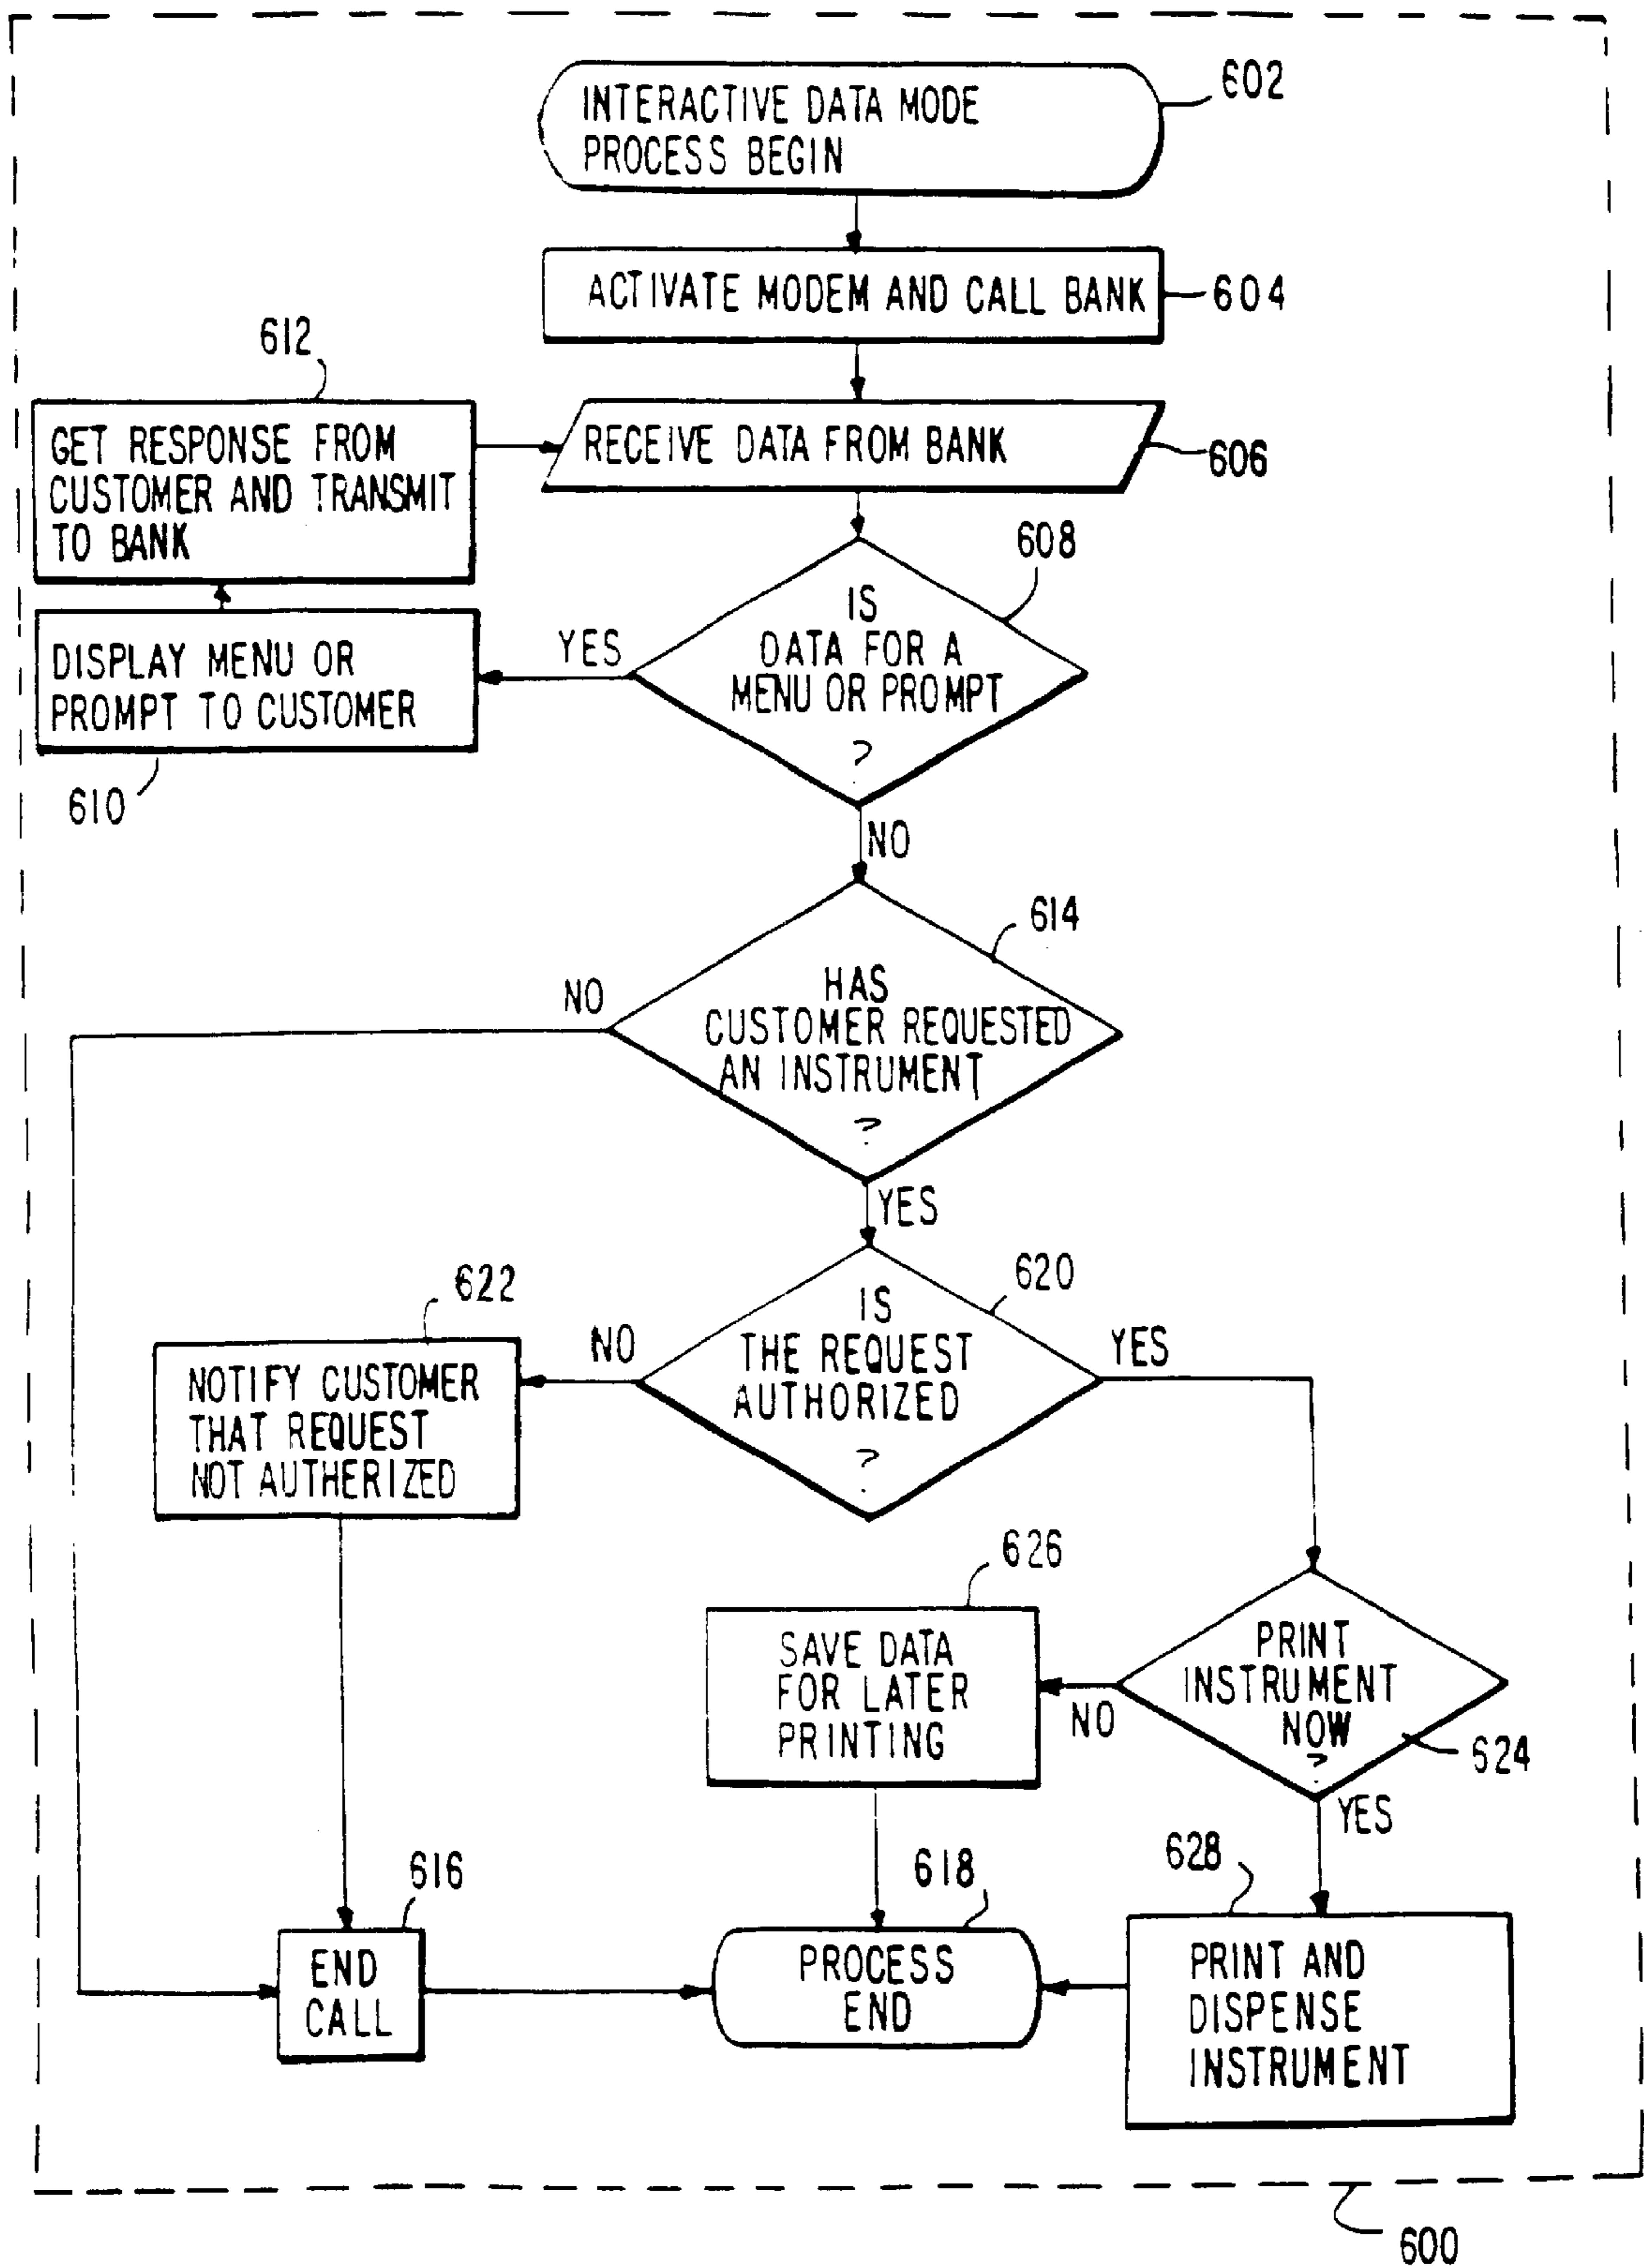 INTERACTIVE DATA MODE
PROCESS BEGIN
602
ACTIVATE MODEM AND CALL BANK
604
612
GET RESPONSE FROM
CUSTOMER AND TRANSMIT
TO BANK
RECEIVE DATA FROM BANK
606
608
IS
DATA FOR A
MENU OR PROMPT
?
YES
DISPLAY MENU OR
PROMPT TO CUSTOMER
610
NO
614
HAS
CUSTOMER REQUESTED
AN INSTRUMENT
?
NO
YES
620
IS
THE REQUEST
AUTHORIZED
?
NO
YES
622
NOTIFY CUSTOMER
THAT REQUEST
NOT AUTHERIZED
626
SAVE DATA
FOR LATER
PRINTING
PRINT
INSTRUMENT
NOW
?
NO
624
YES
616
END
CALL
618
PROCESS
END
628
PRINT AND
DISPENSE
INSTRUMENT
600